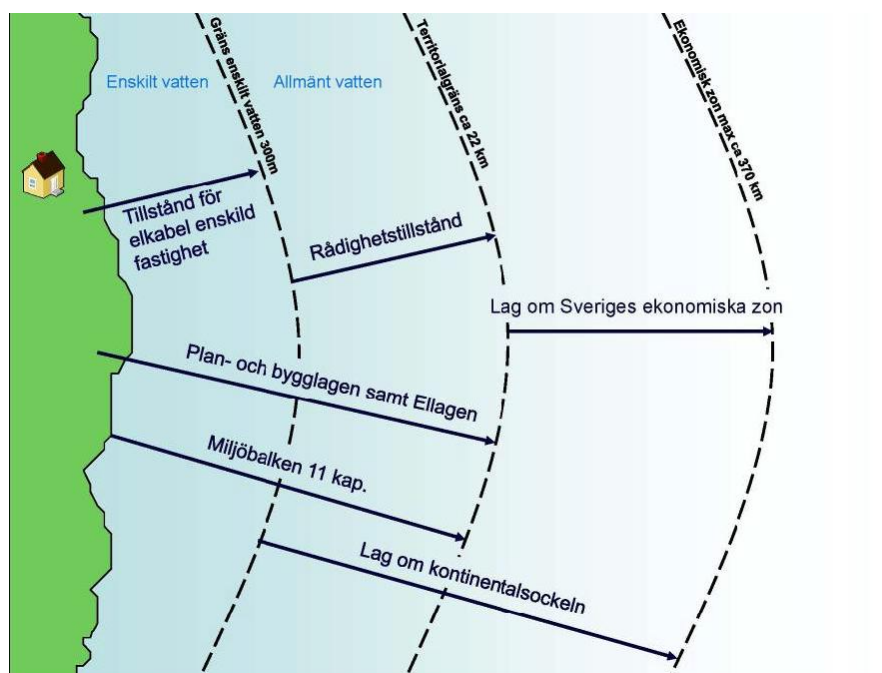 Enskilt vatten
Gräns enskilt vatten 300m
Allmänt vatten
Territorialgräns ca 22 km
Ekonomisk zon max ca 370 km
Tillstånd för
elkabel enskild
fastighet
Rådighetstillstånd
Lag om Sveriges ekonomiska zon
Plan- och bygglagen samt Ellagen
Miljöbalken 11 kap.
Lag om kontinentalsockeln